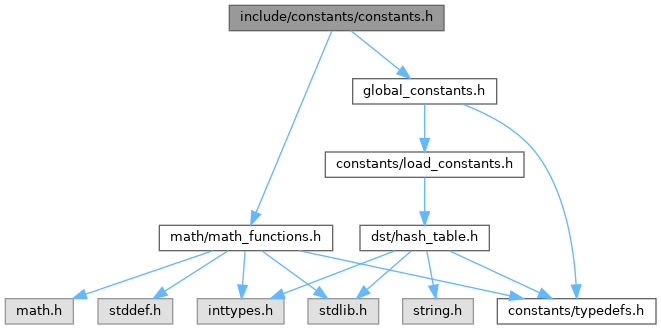 include/constants/constants.h
global_constants.h
constants/load_constants.h
math/math_functions.h
dst/hash_table.h
math.h
stddef.h
inttypes.h
stdlib.h
string.h
constants/typedefs.h